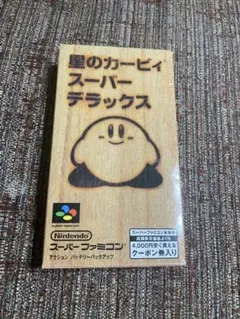 星のカービィ
スーパー
デラックス
Nintendo
スーパーファミコン
アクション バッテリーバックアップ
4,000円安く買える
クーポン券入り